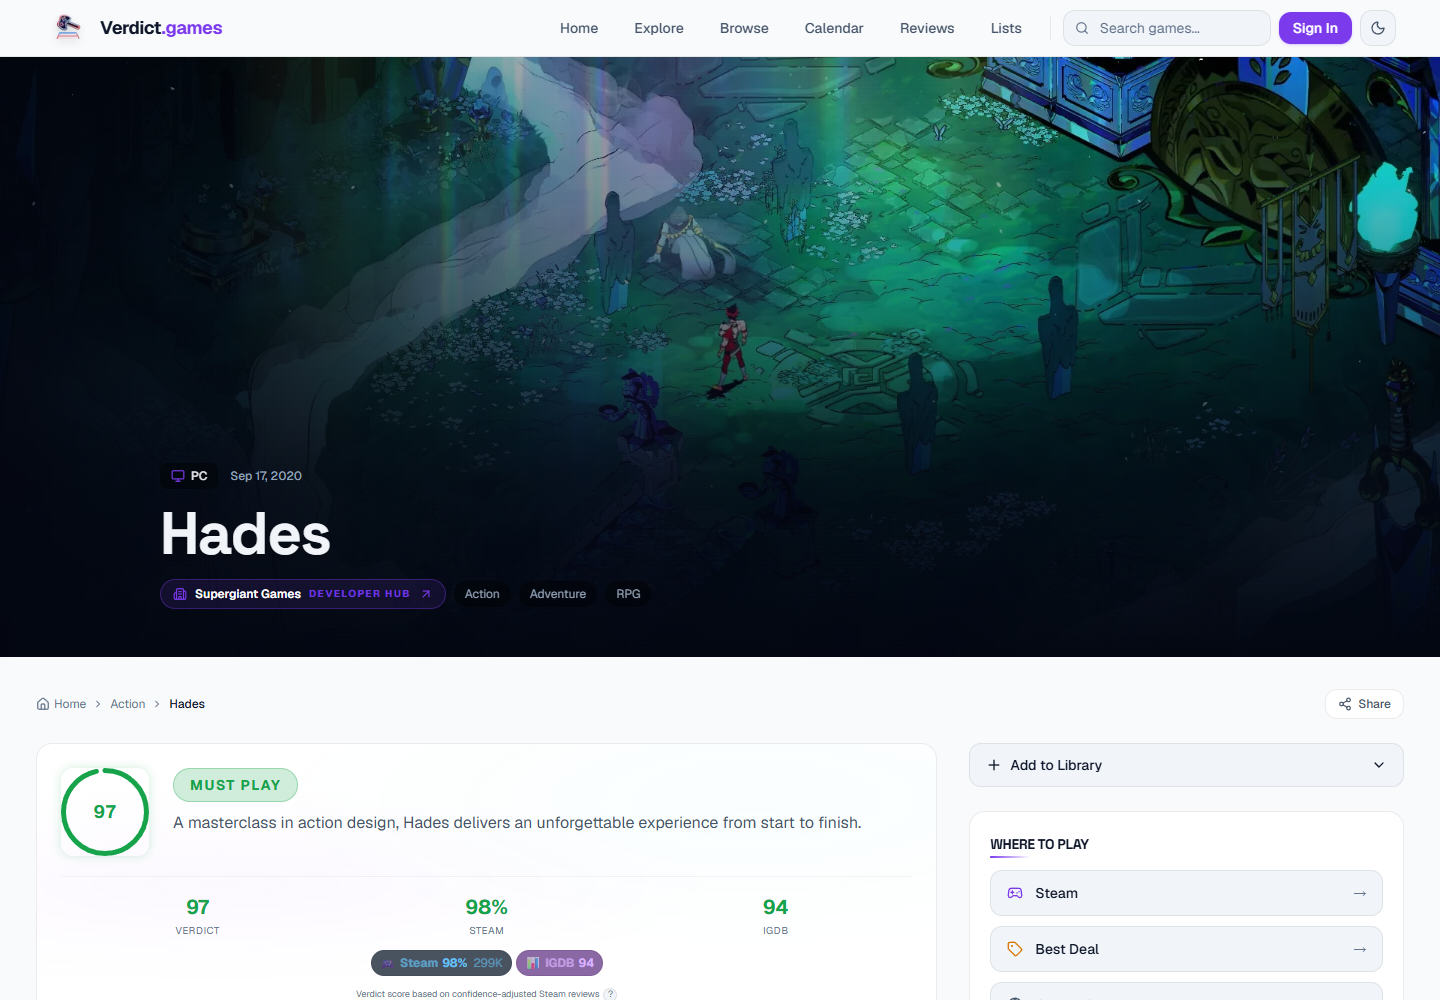 Verdict.games
Home Explore Browse Calendar Reviews Lists Search games... Sign In
PC Sep 17, 2020
Hades
Supergiant Games DEVELOPER HUB Action Adventure RPG
Home > Action > Hades
Share
97
MUST PLAY
A masterclass in action design, Hades delivers an unforgettable experience from start to finish.
97 98% 94
VERDICT STEAM IGDB
Steam 98% 299K IGDB 94
Verdict score based on confidence-adjusted Steam reviews ?
+ Add to Library
WHERE TO PLAY
Steam →
Best Deal →